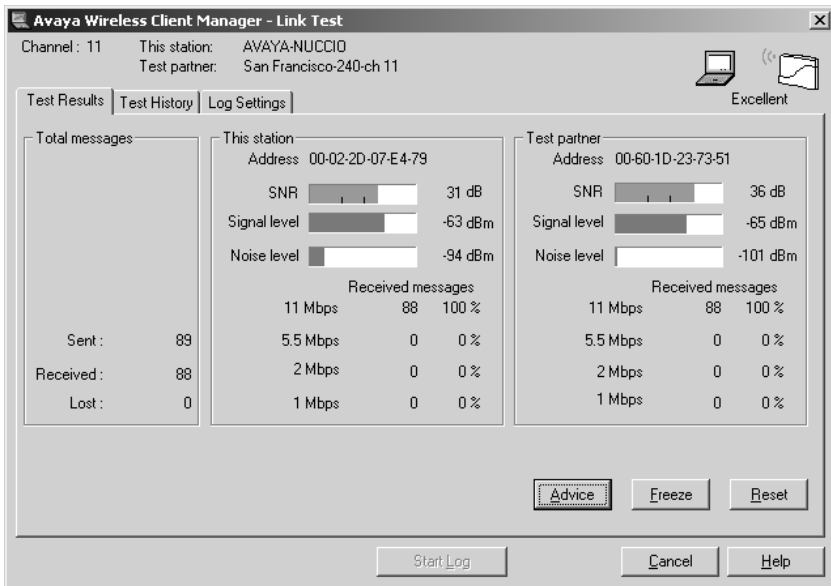 Avaya Wireless Client Manager - Link Test
Channel : 11 This station: AVAYA-NUCCIO
Test partner: San Francisco-240-ch 11
Excellent
Test Results Test History Log Settings
Total messages
Sent : 89
Received : 88
Lost : 0
This station
Address 00-02-2D-07-E4-79
SNR 31 dB
Signal level -63 dBm
Noise level -94 dBm
Received messages
11 Mbps 88 100 %
5.5 Mbps 0 0 %
2 Mbps 0 0 %
1 Mbps 0 0 %
Test partner
Address 00-60-1D-23-73-51
SNR 36 dB
Signal level -65 dBm
Noise level -101 dBm
Received messages
11 Mbps 88 100 %
5.5 Mbps 0 0 %
2 Mbps 0 0 %
1 Mbps 0 0 %
Advice Freeze Reset
Start Log Cancel Help